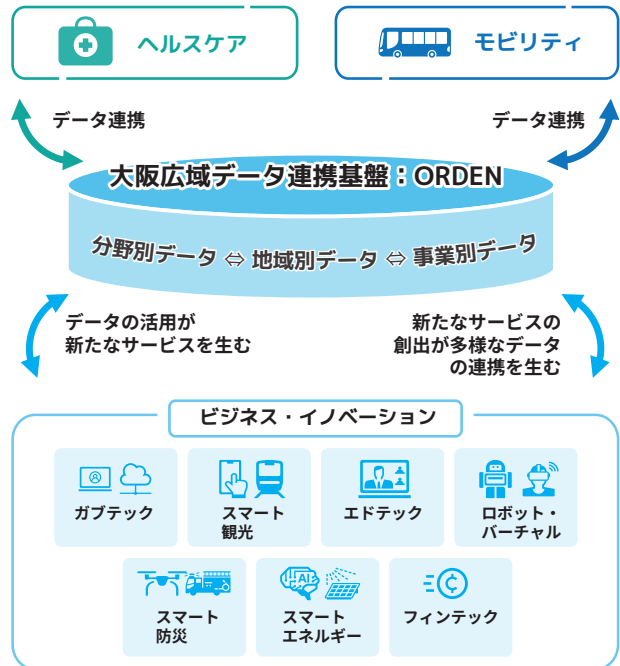 ヘルスケア
モビリティ
データ連携
データ連携
大阪広域データ連携基盤：ORDEN
分野別データ ⇔ 地域別データ ⇔ 事業別データ
データの活用が
新たなサービスを生む
新たなサービスの
創出が多様なデータ
の連携を生む
ビジネス・イノベーション
ガブテック
スマート
観光
エドテック
ロボット・
バーチャル
スマート
防災
AI
スマート
エネルギー
フィンテック